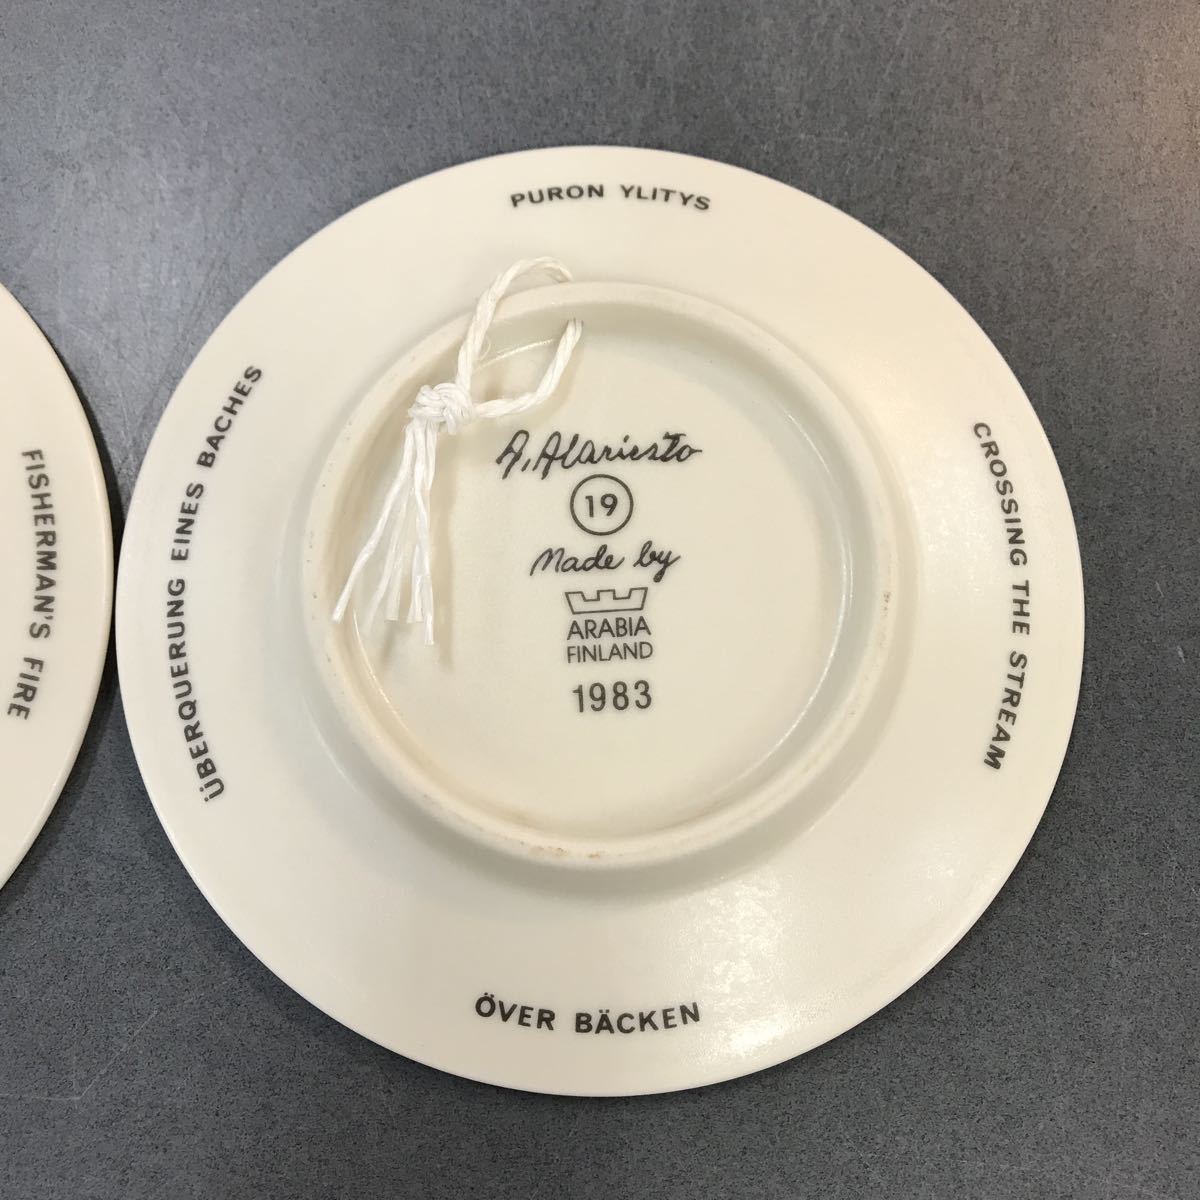 PURON YLITYS
ÜBERQUERUNG EINES BACHES
CROSSING THE STREAM
ÖVER BÄCKEN
A. Alariesto
19
Made by
ARABIA
FINLAND
1983
FISHERMAN'S FIRE